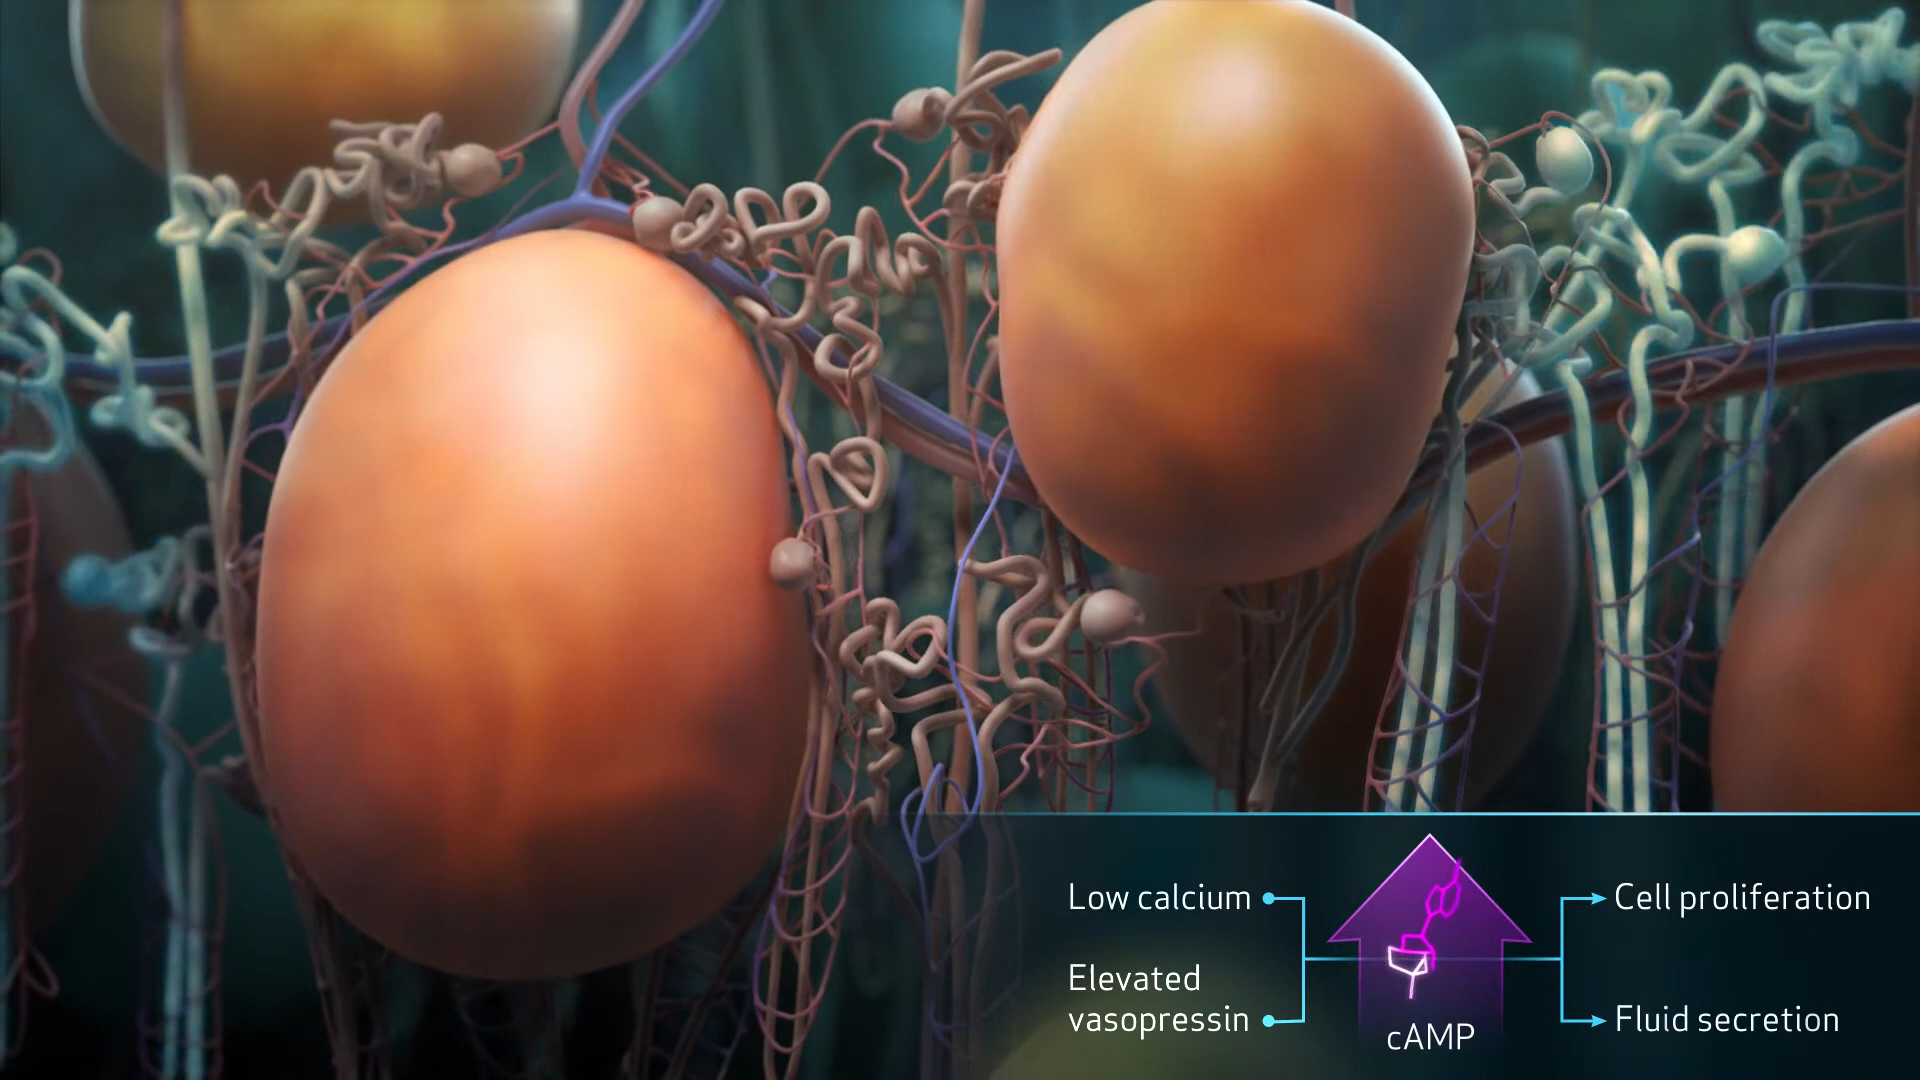 Low calcium
Elevated
vasopressin
cAMP
Cell proliferation
Fluid secretion